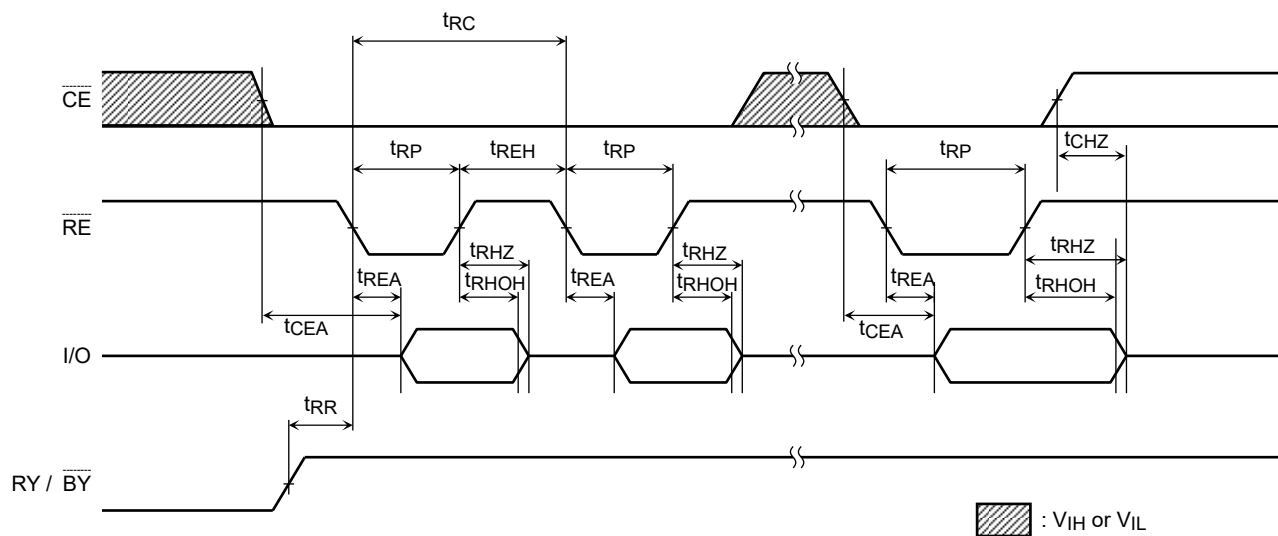 tRC
CE
tRP tREH tRP tRP tCHZ
RE
tRHZ tRHZ tRHZ
tREA tRHOH tREA tRHOH tREA tRHOH
tCEA tCEA
I/O
tRR
RY / BY
: VIH or VIL